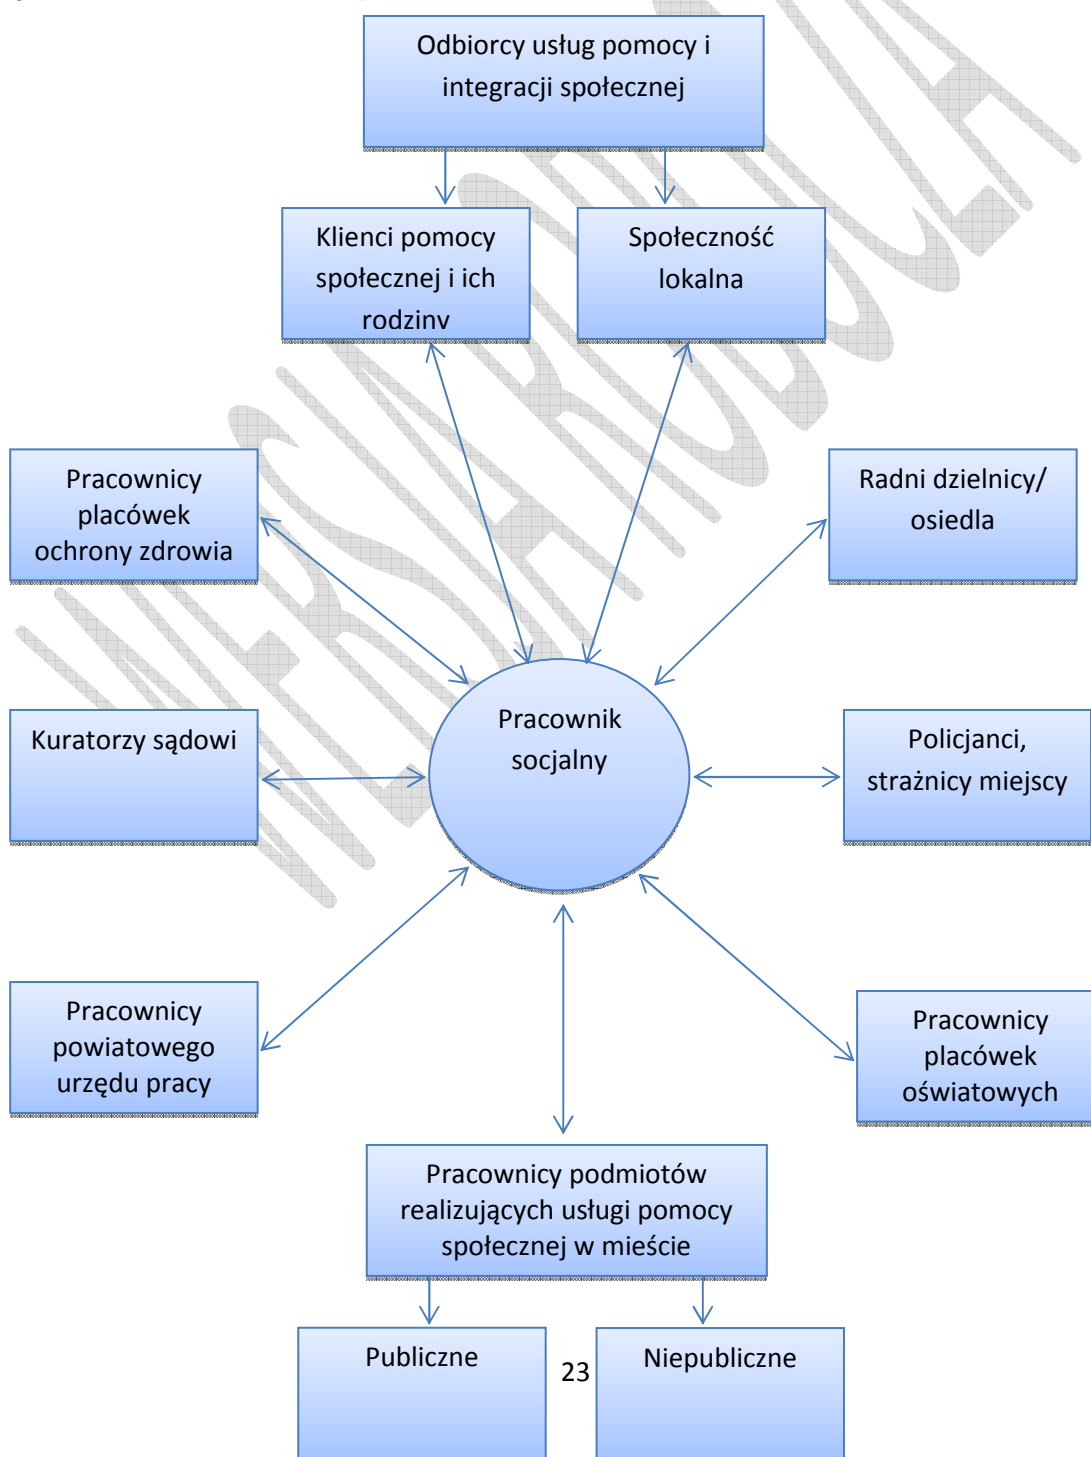 Odbiorcy usług pomocy i
integracji społecznej
Klienci pomocy
społecznej i ich
rodziny
Społeczność
lokalna
Pracownicy
placówek
ochrony zdrowia
Radni dzielnicy/
osiedla
Kuratorzy sądowi
Pracownik
socjalny
Policjanci,
strażnicy miejscy
Pracownicy
powiatowego
urzędu pracy
Pracownicy
placówek
oświatowych
Pracownicy podmiotów
realizujących usługi pomocy
społecznej w mieście
Publiczne
23
Niepubliczne
WERSJA ROBOCZA